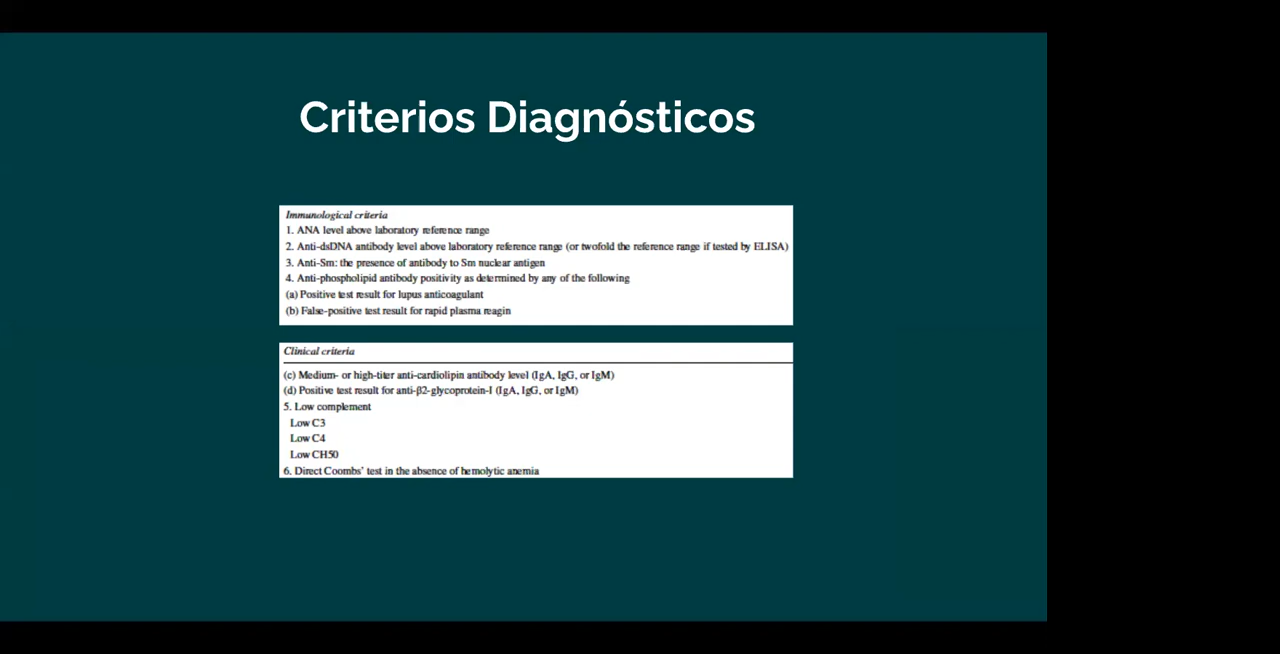 Criterios Diagnósticos
Immunological criteria
1. ANA level above laboratory reference range
2. Anti-dsDNA antibody level above laboratory reference range (or twofold the reference range if tested by ELISA)
3. Anti-Sm: the presence of antibody to Sm nuclear antigen
4. Anti-phospholipid antibody positivity as determined by any of the following
(a) Positive test result for lupus anticoagulant
(b) False-positive test result for rapid plasma reagin
Clinical criteria
(c) Medium- or high-titer anti-cardiolipin antibody level (IgA, IgG, or IgM)
(d) Positive test result for anti-β2-glycoprotein-I (IgA, IgG, or IgM)
5. Low complement
Low C3
Low C4
Low CH50
6. Direct Coombs' test in the absence of hemolytic anemia